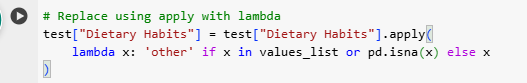 # Replace using apply with lambda
test["Dietary Habits"] = test["Dietary Habits"].apply(
    lambda x: 'other' if x in values_list or pd.isna(x) else x
)